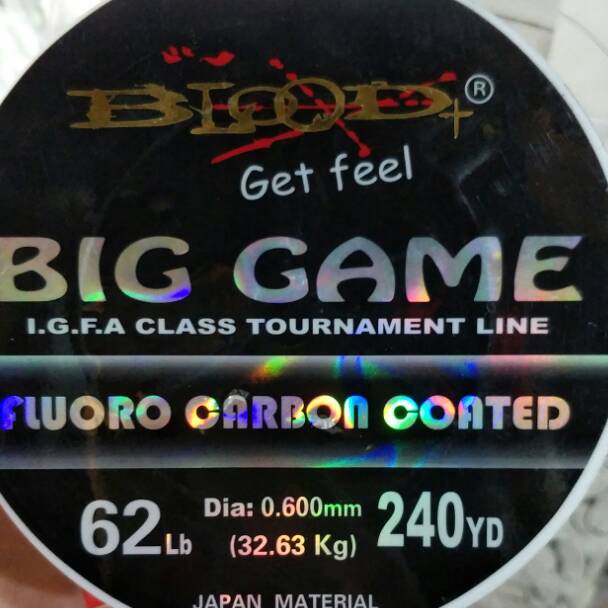 BLOOD+ ®
Get feel
BIG GAME
I.G.F.A CLASS TOURNAMENT LINE
FLUORO CARBON COATED
62Lb Dia: 0.600mm 240YD
(32.63 Kg)
JAPAN MATERIAL